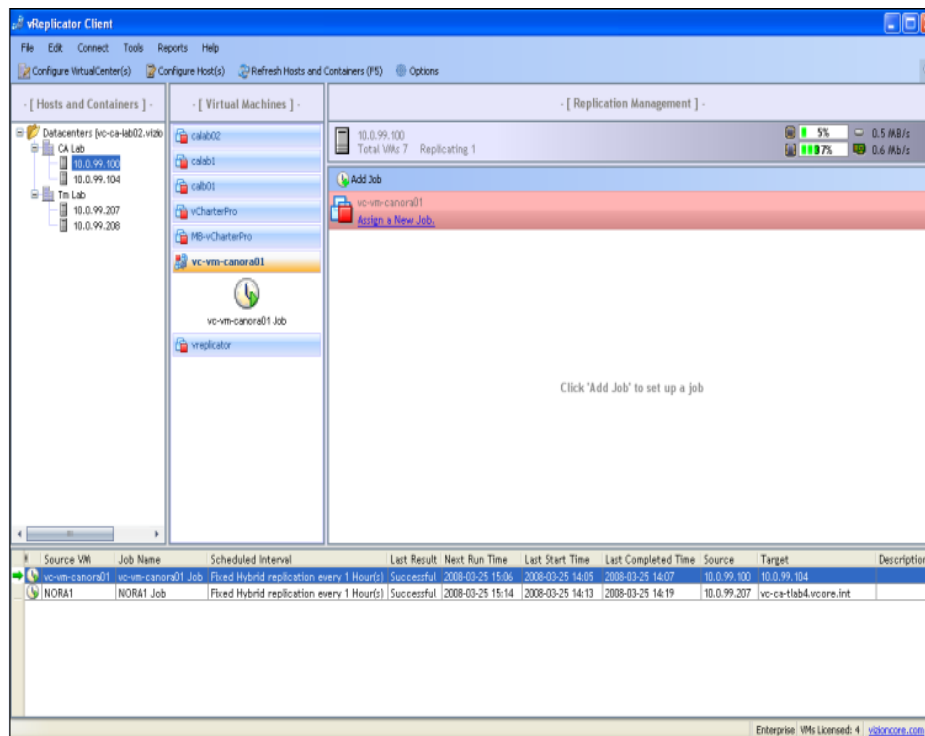 vReplicator Client
File Edit Connect Tools Reports Help
Configure VirtualCenter(s) Configure Host(s) Refresh Hosts and Containers (F5) Options
- [ Hosts and Containers ] -
Datacenters [vc-ca-lab02.vizio
CA Lab
10.0.99.100
10.0.99.104
Tm Lab
10.0.99.207
10.0.99.208
- [ Virtual Machines ] -
calab02
calab1
calb01
vCharterPro
MB-vCharterPro
vc-vm-canora01
vc-vm-canora01 Job
vreplicator
- [ Replication Management ] -
10.0.99.100
Total VMs 7 Replicating 1
5% 0.5 MB/s
37% 0.6 Mb/s
Add Job
vc-vm-canora01
Assign a New Job.
Click 'Add Job' to set up a job
Source VM Job Name Scheduled Interval Last Result Next Run Time Last Start Time Last Completed Time Source Target Description
vc-vm-canora01 vc-vm-canora01 Job Fixed Hybrid replication every 1 Hour(s) Successful 2008-03-25 15:06 2008-03-25 14:05 2008-03-25 14:07 10.0.99.100 10.0.99.104
NORA1 NORA1 Job Fixed Hybrid replication every 1 Hour(s) Successful 2008-03-25 15:14 2008-03-25 14:13 2008-03-25 14:19 10.0.99.207 vc-ca-tlab4.vcore.int
Enterprise VMs Licensed: 4 vizioncore.com